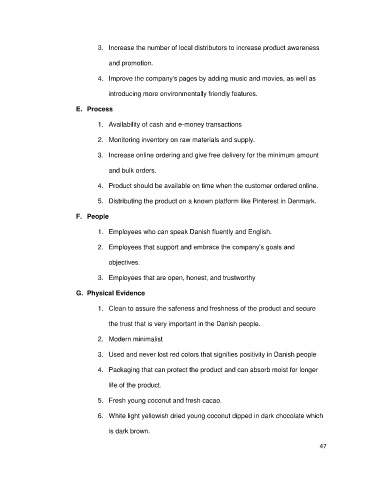 3. Increase the number of local distributors to increase product awareness
and promotion.
4. Improve the company's pages by adding music and movies, as well as
introducing more environmentally friendly features.
E. Process
1. Availability of cash and e-money transactions
2. Monitoring inventory on raw materials and supply.
3. Increase online ordering and give free delivery for the minimum amount
and bulk orders.
4. Product should be available on time when the customer ordered online.
5. Distributing the product on a known platform like Pinterest in Denmark.
F. People
1. Employees who can speak Danish fluently and English.
2. Employees that support and embrace the company's goals and
objectives.
3. Employees that are open, honest, and trustworthy
G. Physical Evidence
1. Clean to assure the safeness and freshness of the product and secure
the trust that is very important in the Danish people.
2. Modern minimalist
3. Used and never lost red colors that signifies positivity in Danish people
4. Packaging that can protect the product and can absorb moist for longer
life of the product.
5. Fresh young coconut and fresh cacao.
6. White light yellowish dried young coconut dipped in dark chocolate which
is dark brown.
47